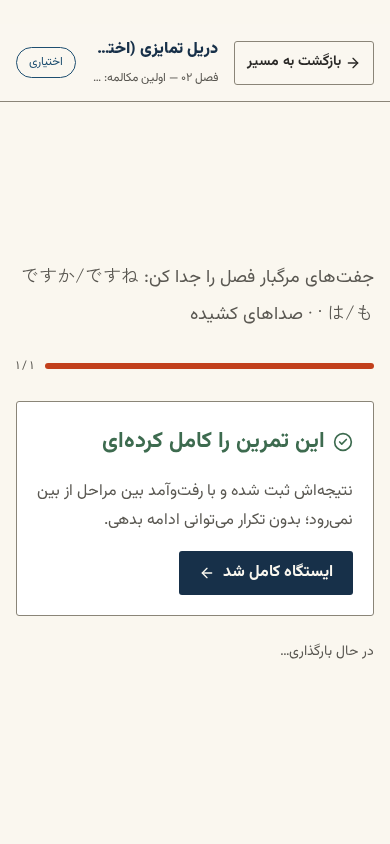 بازگشت به مسیر
دریل تمایزی (اخت...
فصل ۰۲ — اولین مکالمه: ...
اختیاری
جفت‌های مرگبار فصل را جدا کن: ですか/ですね
· は/も · صداهای کشیده
۱/۱
این تمرین را کامل کرده‌ای
نتیجه‌اش ثبت شده و با رفت‌وآمد بین مراحل از بین
نمی‌رود؛ بدون تکرار می‌توانی ادامه بدهی.
ایستگاه کامل شد
در حال بارگذاری...